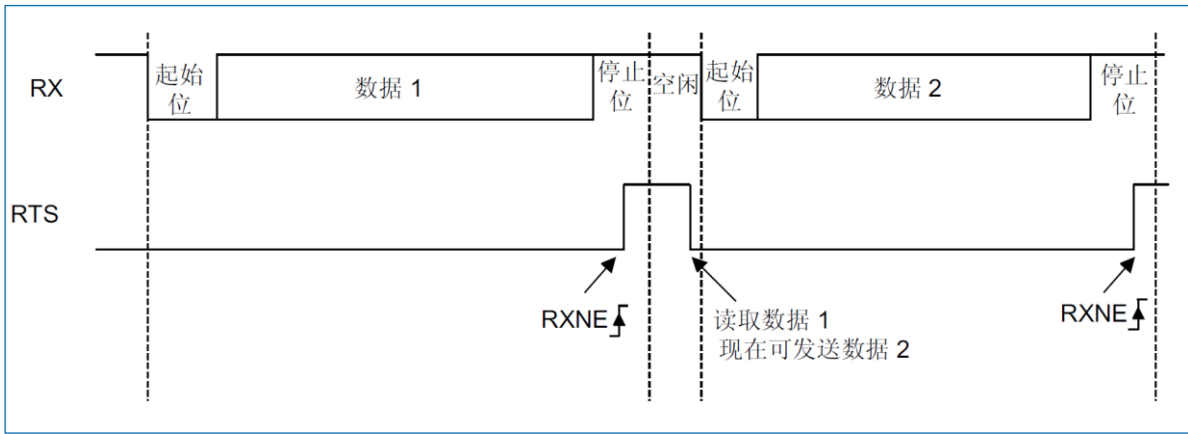 RX
起始
位
数据 1
停止
位
空闲
起始
位
数据 2
停止
位
RTS
RXNE
读取数据 1
现在可发送数据 2
RXNE